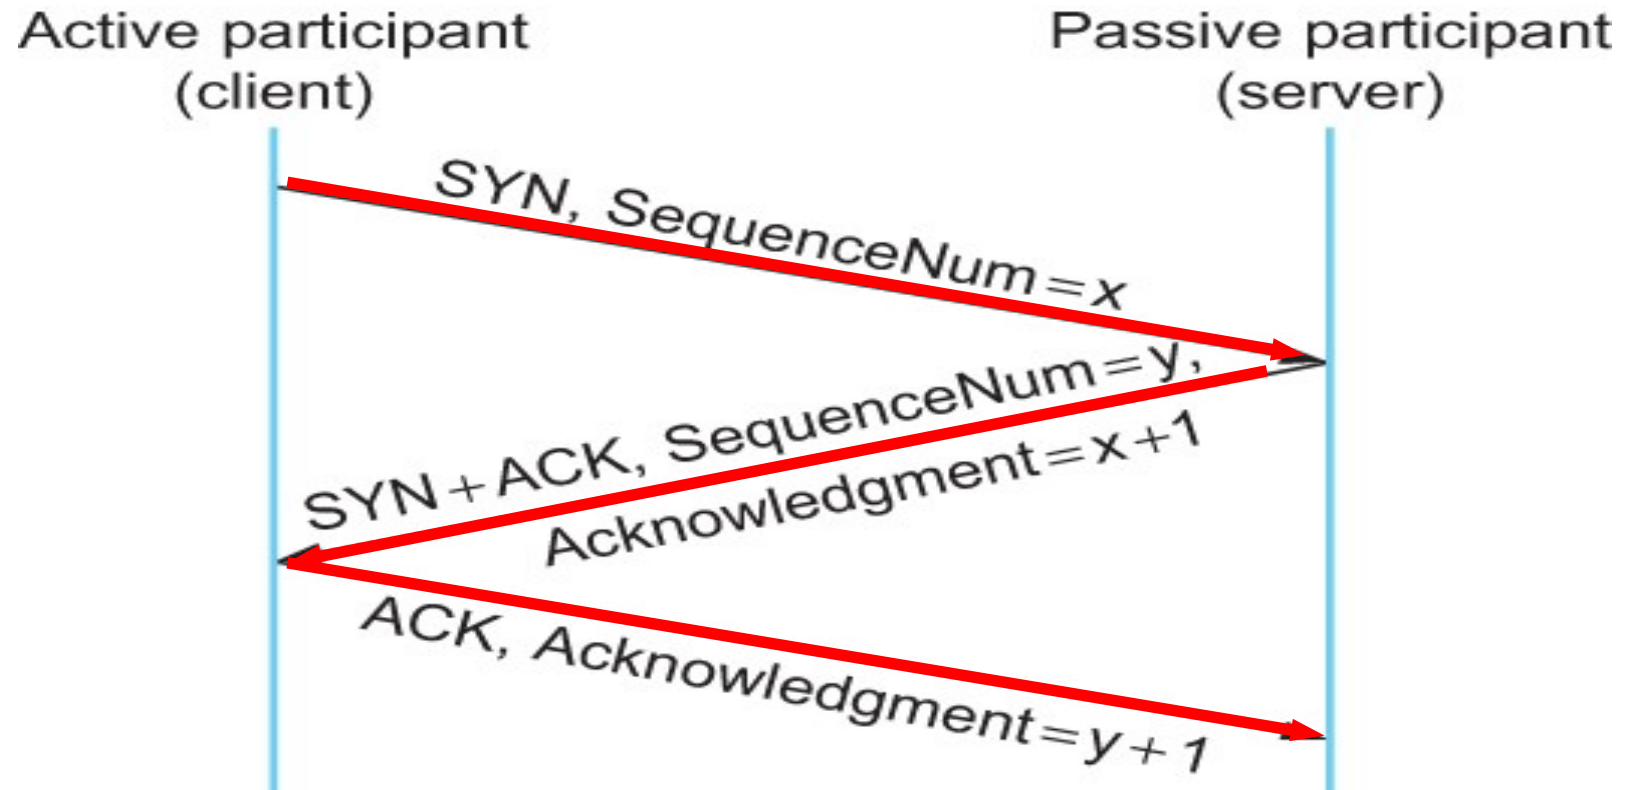 Active participant
(client)
Passive participant
(server)
SYN, SequenceNum=x
SYN+ACK, SequenceNum=y,
Acknowledgment=x+1
ACK, Acknowledgment=y+1